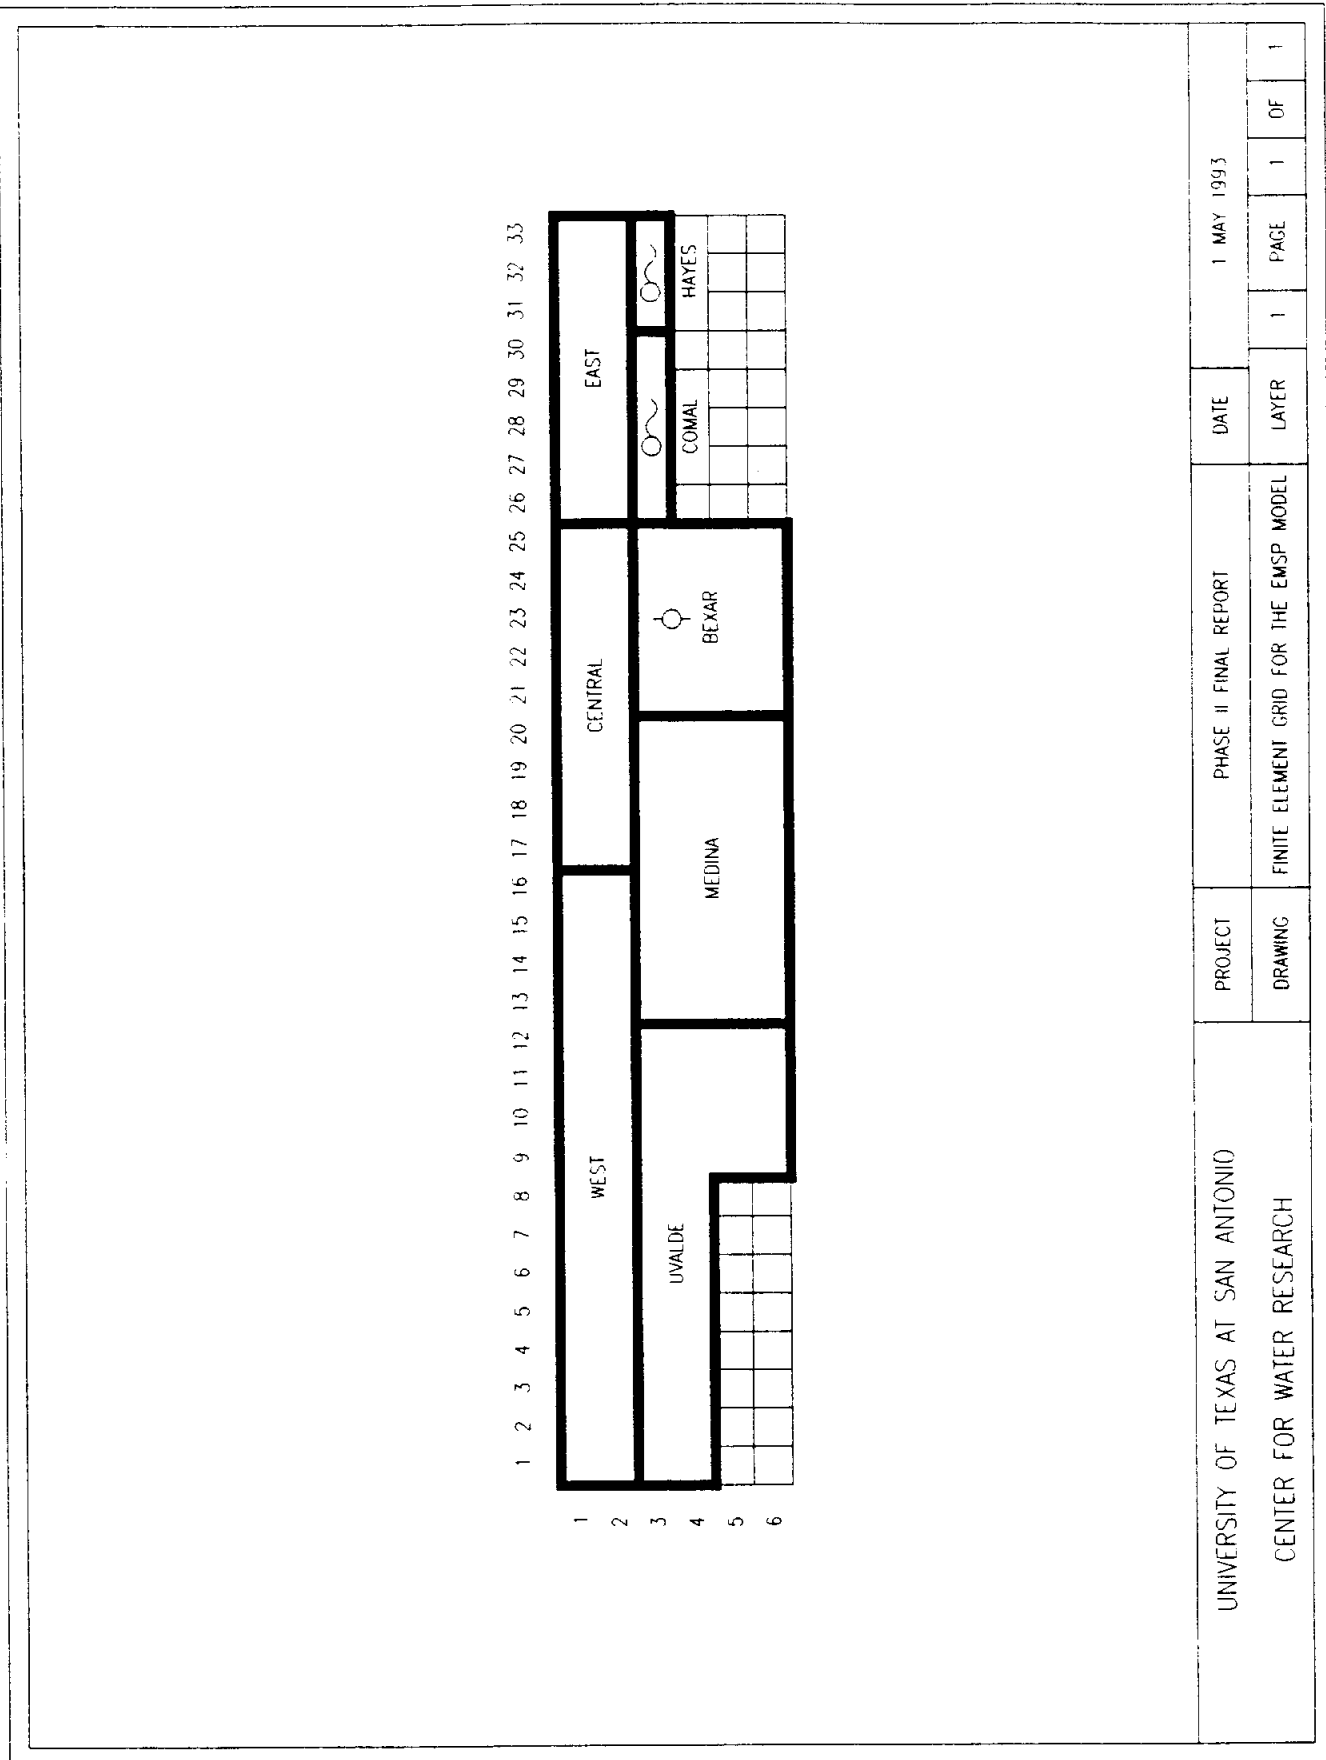 1 2 3 4 5 6 7 8 9 10 11 12 13 14 15 16 17 18 19 20 21 22 23 24 25 26 27 28 29 30 31 32 33
1
2
3
4
5
6
WEST
CENTRAL
EAST
UVALDE
MEDINA
BEXAR
COMAL
HAYES
UNIVERSITY OF TEXAS AT SAN ANTONIO
CENTER FOR WATER RESEARCH
PROJECT PHASE II FINAL REPORT DATE 1 MAY 1993
DRAWING FINITE ELEMENT GRID FOR THE EMSP MODEL LAYER 1 PAGE 1 OF 1